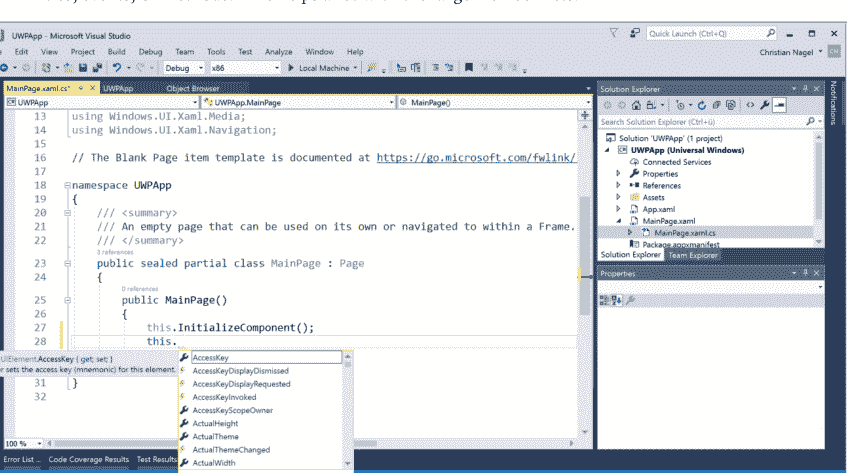 UWPApp - Microsoft Visual Studio
Quick Launch (Ctrl+Q)
Edit View Project Build Debug Team Tools Test Analyze Window Help
Christian Nagel
CN
Debug x86 Local Machine
MainPage.xaml.cs* UWPApp Object Browser
UWPApp UWPApp.MainPage MainPage()
13 using Windows.UI.Xaml.Media;
14 using Windows.UI.Xaml.Navigation;
15
16 // The Blank Page item template is documented at https://go.microsoft.com/fwlink/
17
18 namespace UWPApp
19 {
20 /// <summary>
21 /// An empty page that can be used on its own or navigated to within a Frame.
22 /// </summary>
3 references
23 public sealed partial class MainPage : Page
24 {
0 references
25 public MainPage()
26 {
27 this.InitializeComponent();
28 this.
UIElement.AccessKey { get; set; }
r sets the access key (mnemonic) for this element.
AccessKey
AccessKeyDisplayDismissed
AccessKeyDisplayRequested
AccessKeyInvoked
AccessKeyScopeOwner
ActualHeight
ActualTheme
ActualThemeChanged
ActualWidth
31 }
32
100 %
Error List ... Code Coverage Results Test Results
Solution Explorer
Search Solution Explorer (Ctrl+ü)
Solution 'UWPApp' (1 project)
UWPApp (Universal Windows)
Connected Services
Properties
References
Assets
App.xaml
MainPage.xaml
MainPage.xaml.cs
Package.appxmanifest
Solution Explorer Team Explorer
Properties
Notifications